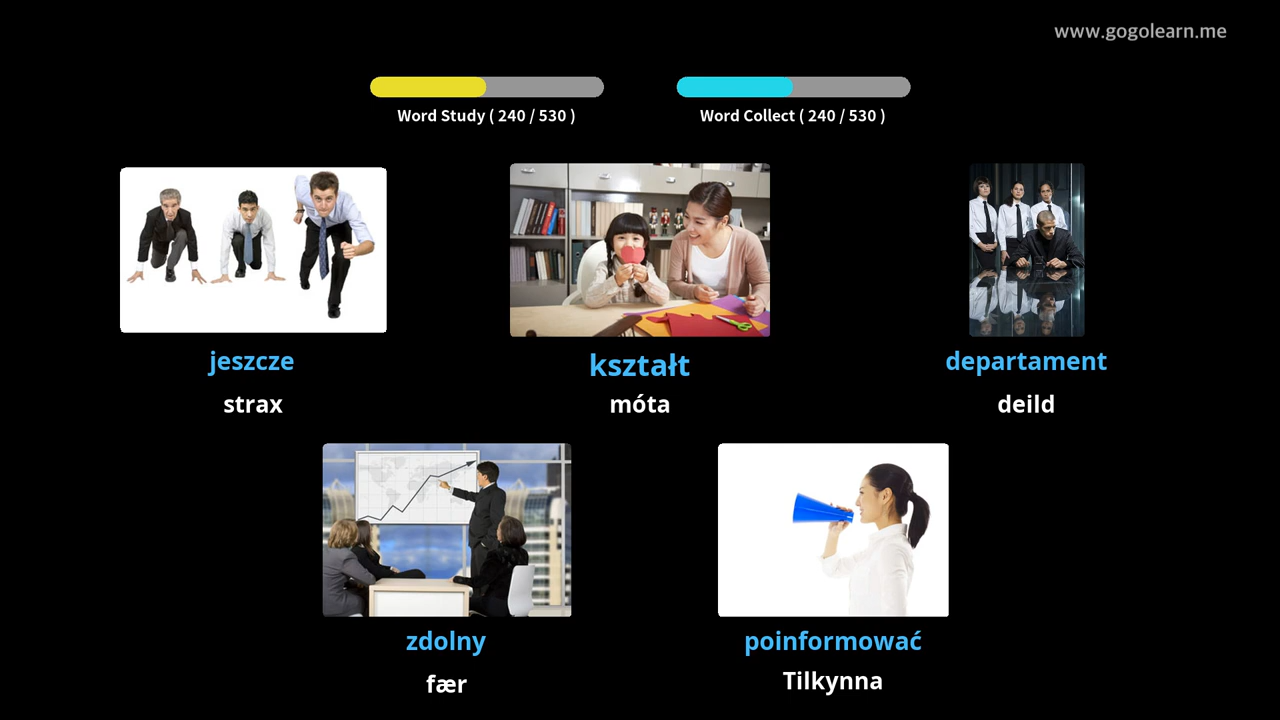 www.gogolearn.me
Word Study ( 240 / 530 )
Word Collect ( 240 / 530 )
jeszcze
strax
kształt
móta
departament
deild
zdolny
fær
poinformować
Tilkynna